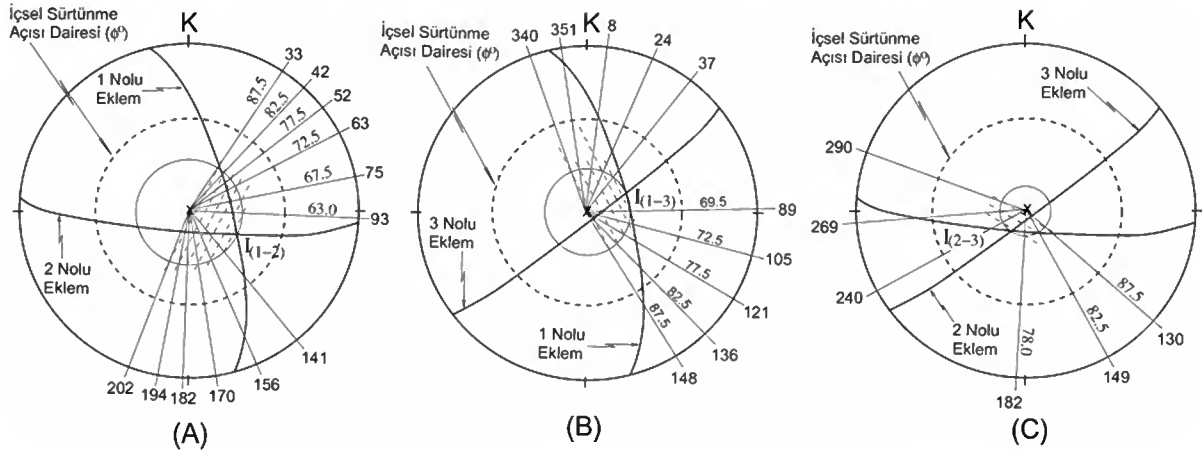 K
İçsel Sürtünme
Açısı Dairesi (ϕ⁰)
1 Nolu
Eklem
33
42
52
63
75
93
87.5
82.5
77.5
72.5
67.5
63.0
I(1-2)
2 Nolu
Eklem
141
156
170
182
194
202
(A)
K
İçsel Sürtünme
Açısı Dairesi (ϕ⁰)
340
351
8
24
37
I(1-3)
69.5
89
72.5
105
77.5
121
82.5
136
87.5
148
3 Nolu
Eklem
1 Nolu
Eklem
(B)
K
İçsel Sürtünme
Açısı Dairesi (ϕ⁰)
3 Nolu
Eklem
290
269
240
I(2-3)
2 Nolu
Eklem
78.0
82.5
87.5
130
149
182
(C)